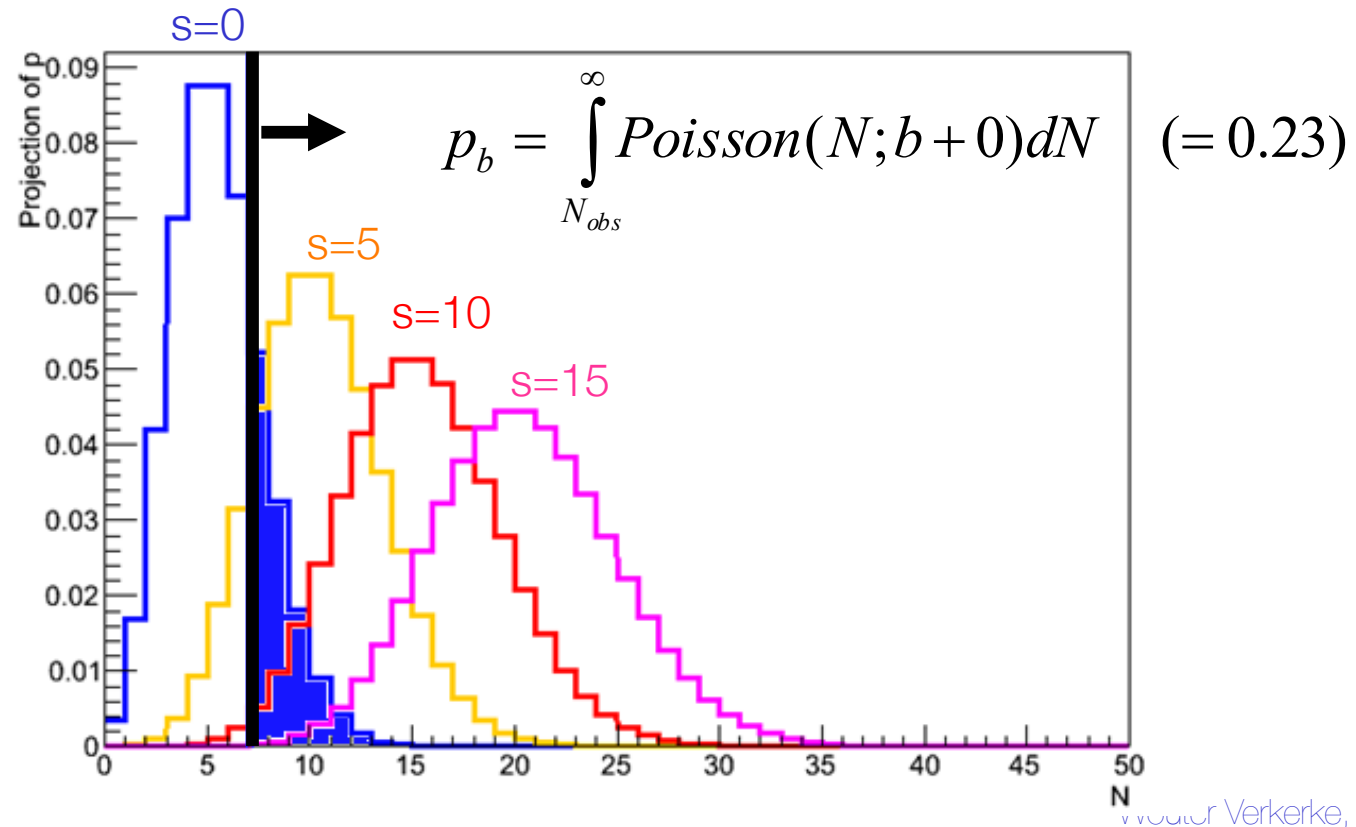 s=0
p_b = ∫_{N_obs}^{∞} Poisson(N; b + 0)dN (= 0.23)
s=5
s=10
s=15
Projection of p
0.09
0.08
0.07
0.06
0.05
0.04
0.03
0.02
0.01
0
0 5 10 15 20 25 30 35 40 45 50
N
Verkerke,